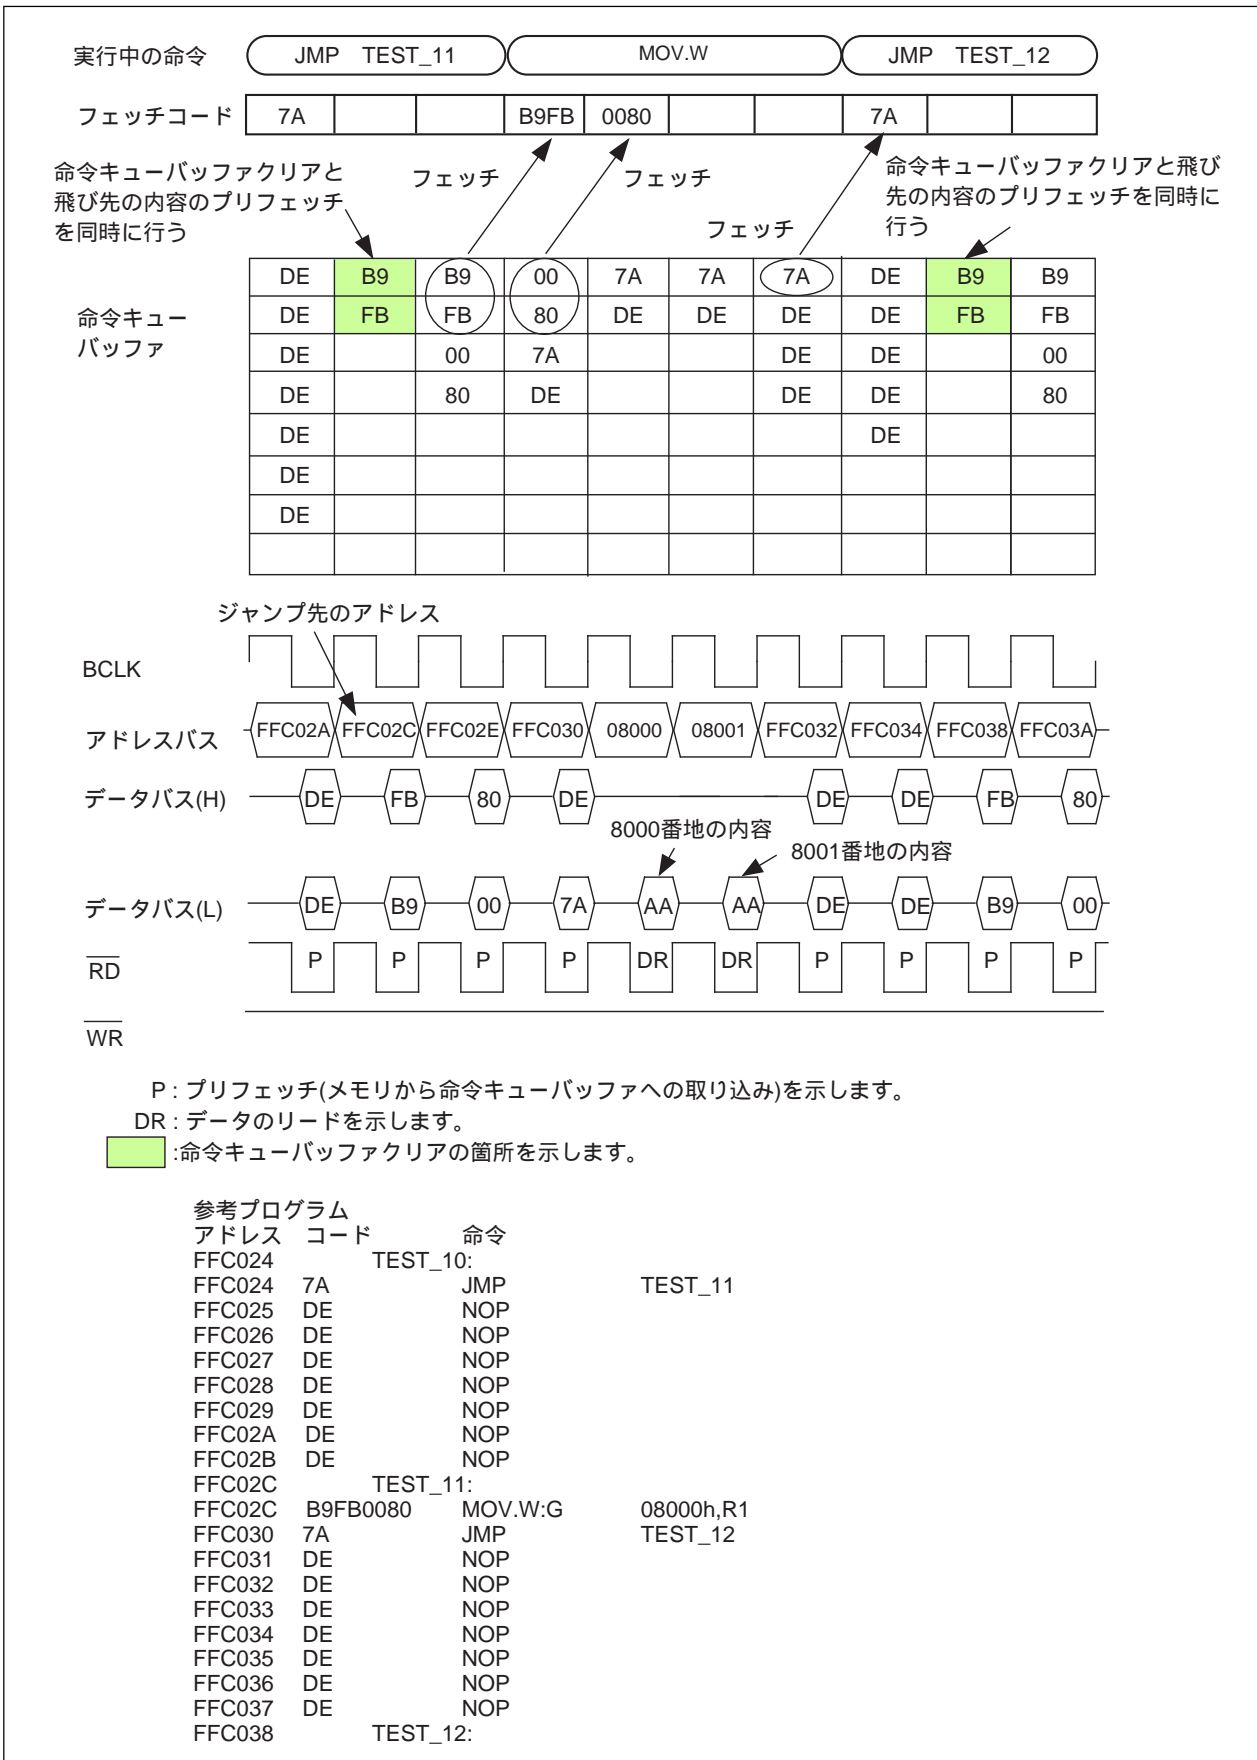 実行中の命令 JMP TEST_11 MOV.W JMP TEST_12
フェッチコード 7A B9FB 0080 7A
命令キューバッファクリアと
飛び先の内容のプリフェッチ
を同時に行う
フェッチ
フェッチ
フェッチ
命令キューバッファクリアと飛び
先の内容のプリフェッチを同時に
行う
命令キュー
バッファ
DE B9 B9 00 7A 7A 7A DE B9 B9
DE FB FB 80 DE DE DE DE FB FB
DE 00 7A DE DE 00
DE 80 DE DE DE 80
DE DE
DE
DE
ジャンプ先のアドレス
BCLK
アドレスバス FFC02A FFC02C FFC02E FFC030 08000 08001 FFC032 FFC034 FFC038 FFC03A
データバス(H) DE FB 80 DE DE DE FB 80
8000番地の内容
8001番地の内容
データバス(L) DE B9 00 7A AA AA DE DE B9 00
RD P P P P DR DR P P P P
WR
P : プリフェッチ(メモリから命令キューバッファへの取り込み)を示します。
DR : データのリードを示します。
:命令キューバッファクリアの箇所を示します。
参考プログラム
アドレス コード 命令
FFC024 TEST_10:
FFC024 7A JMP TEST_11
FFC025 DE NOP
FFC026 DE NOP
FFC027 DE NOP
FFC028 DE NOP
FFC029 DE NOP
FFC02A DE NOP
FFC02B DE NOP
FFC02C TEST_11:
FFC02C B9FB0080 MOV.W:G 08000h,R1
FFC030 7A JMP TEST_12
FFC031 DE NOP
FFC032 DE NOP
FFC033 DE NOP
FFC034 DE NOP
FFC035 DE NOP
FFC036 DE NOP
FFC037 DE NOP
FFC038 TEST_12: